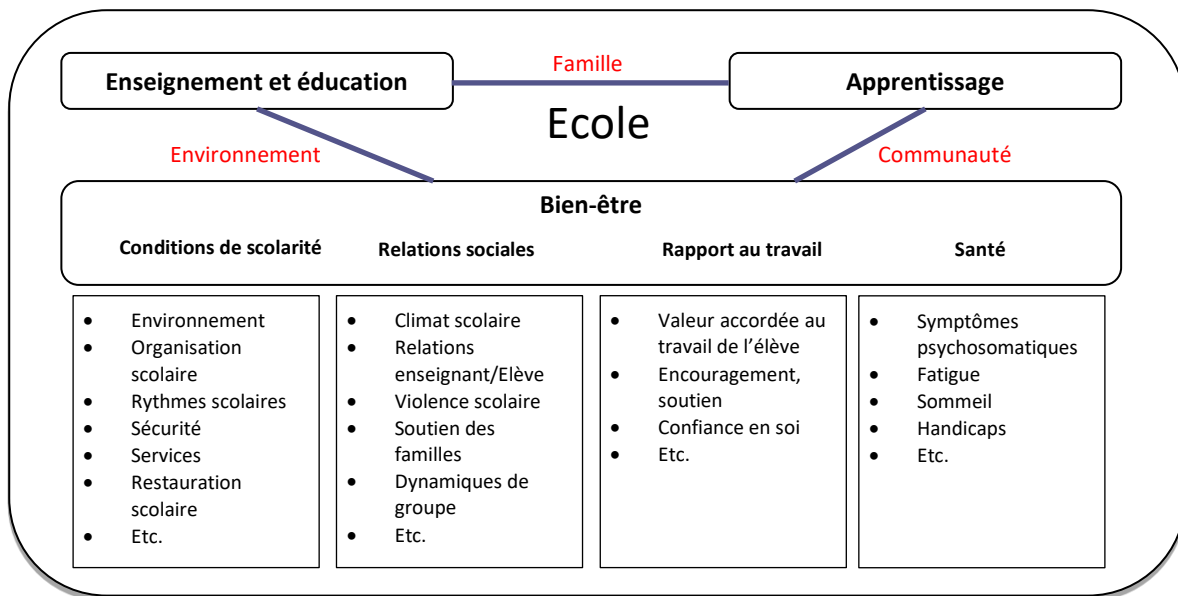 Famille
Enseignement et éducation
Apprentissage
Ecole
Environnement
Communauté
Bien-être
Conditions de scolarité
Relations sociales
Rapport au travail
Santé
• Environnement
• Organisation
scolaire
• Rythmes scolaires
• Sécurité
• Services
• Restauration
scolaire
• Etc.
• Climat scolaire
• Relations
enseignant/Elève
• Violence scolaire
• Soutien des
familles
• Dynamiques de
groupe
• Etc.
• Valeur accordée au
travail de l’élève
• Encouragement,
soutien
• Confiance en soi
• Etc.
• Symptômes
psychosomatiques
• Fatigue
• Sommeil
• Handicaps
• Etc.